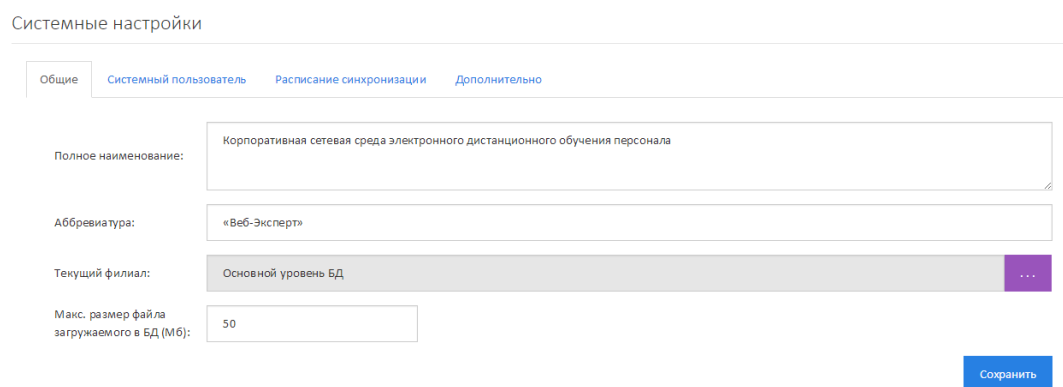 Системные настройки
Общие Системный пользователь Расписание синхронизации Дополнительно
Полное наименование: Корпоративная сетевая среда электронного дистанционного обучения персонала
Аббревиатура: «Веб-Эксперт»
Текущий филиал: Основной уровень БД ...
Макс. размер файла
загружаемого в БД (Мб): 50
Сохранить